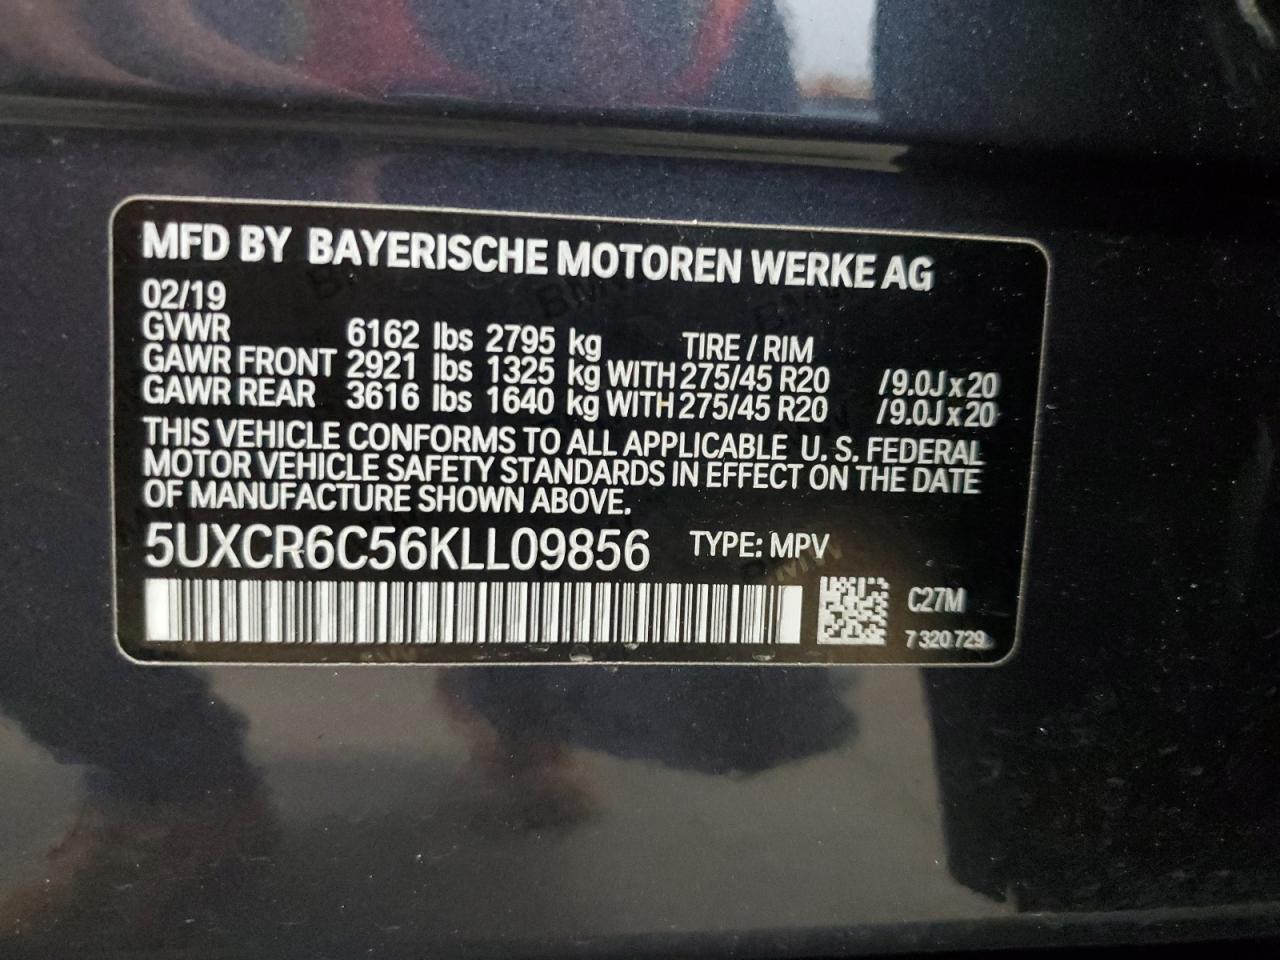 MFD BY BAYERISCHE MOTOREN WERKE AG
02/19
GVWR 6162 lbs 2795 kg TIRE / RIM
GAWR FRONT 2921 lbs 1325 kg WITH 275/45 R20 /9.0J x 20
GAWR REAR 3616 lbs 1640 kg WITH 275/45 R20 /9.0J x 20
THIS VEHICLE CONFORMS TO ALL APPLICABLE U. S. FEDERAL
MOTOR VEHICLE SAFETY STANDARDS IN EFFECT ON THE DATE
OF MANUFACTURE SHOWN ABOVE.
5UXCR6C56KLL09856 TYPE: MPV
C27M
7 320 729